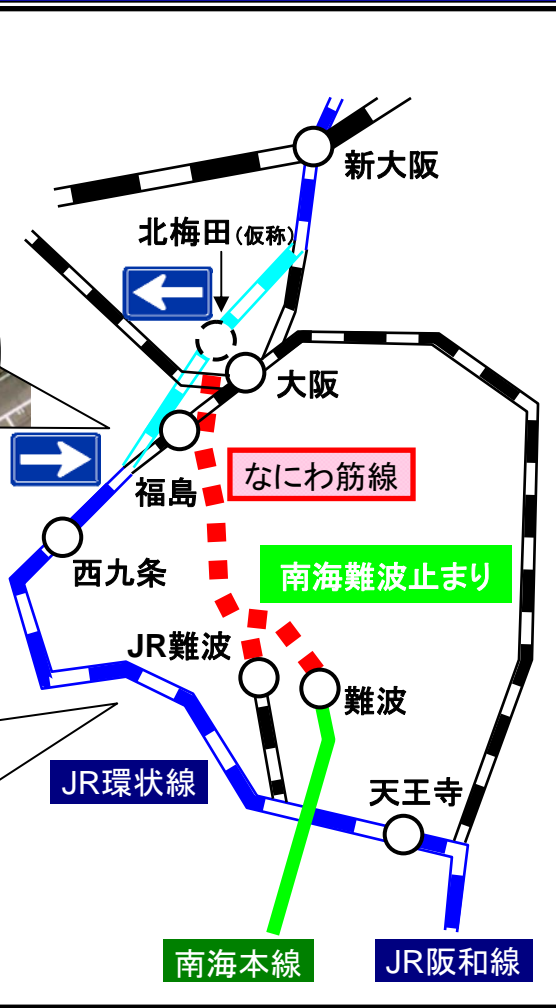 新大阪
北梅田(仮称)
大阪
福島
なにわ筋線
西九条
南海難波止まり
JR難波
難波
JR環状線
天王寺
南海本線
JR阪和線